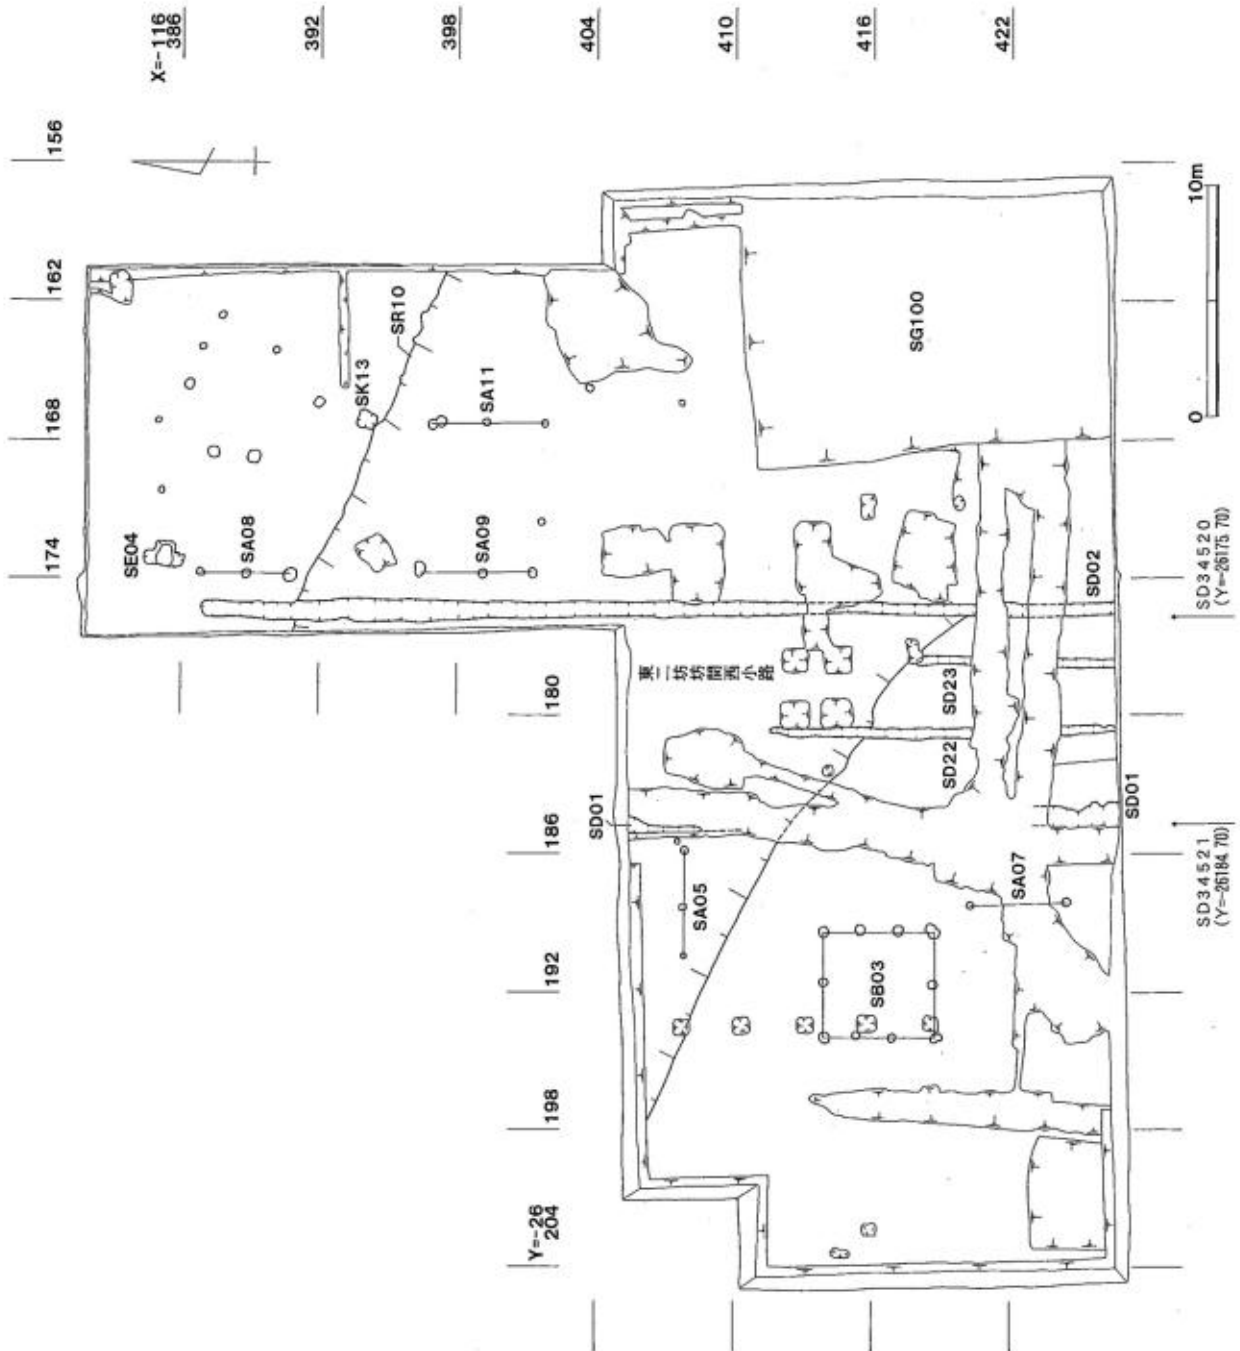 X=-116
386
392
398
404
410
416
422
156
162
168
174
180
186
192
198
Y=-26
204
SE04
SA08
SK13
SR10
SA11
SA09
SG100
0
10m
東二坊坊間西小路
SD01
SA05
SB03
SD22
SD23
SD02
SD01
SA07
SD34520
(Y=-26175.70)
SD34521
(Y=-26184.70)